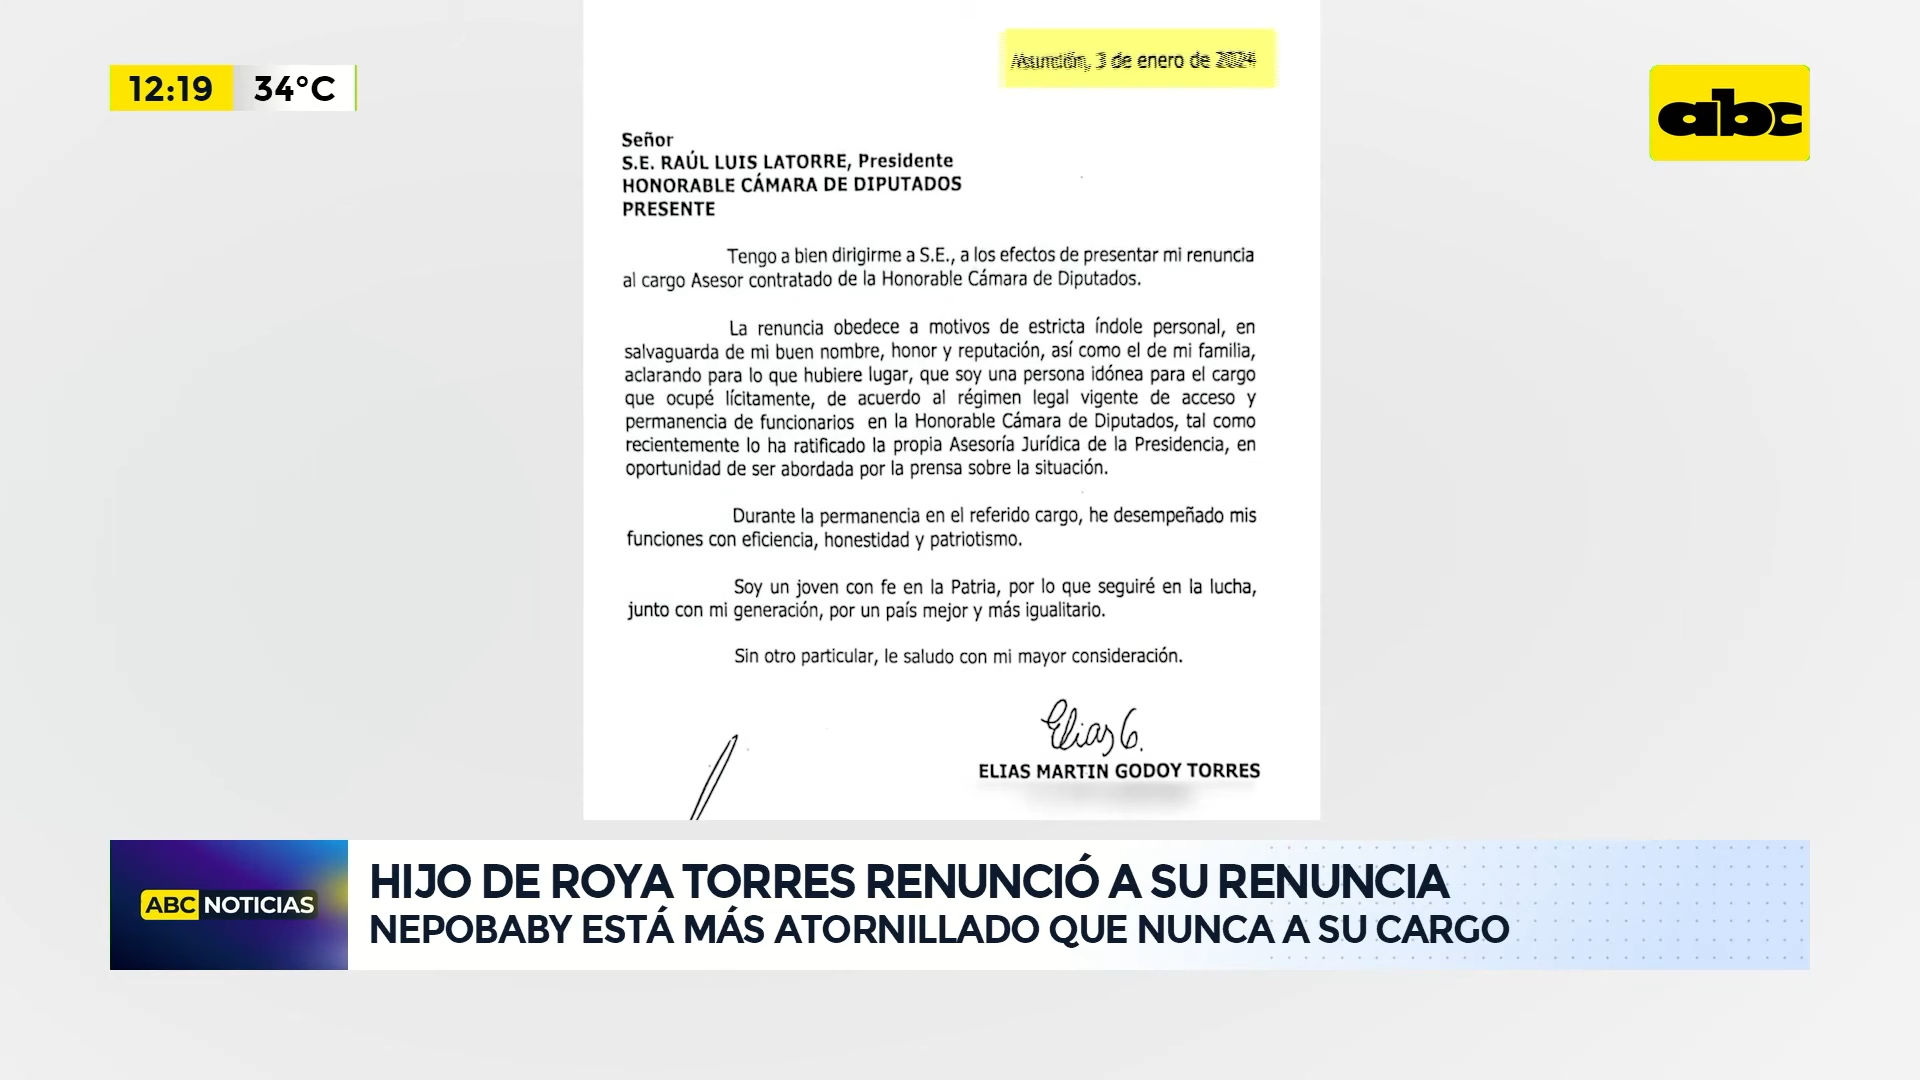 12:19 34°C
abc
Asunción, 3 de enero de 2024
Señor
S.E. RAÚL LUIS LATORRE, Presidente
HONORABLE CÁMARA DE DIPUTADOS
PRESENTE
Tengo a bien dirigirme a S.E., a los efectos de presentar mi renuncia
al cargo Asesor contratado de la Honorable Cámara de Diputados.
La renuncia obedece a motivos de estricta índole personal, en
salvaguarda de mi buen nombre, honor y reputación, así como el de mi familia,
aclarando para lo que hubiere lugar, que soy una persona idónea para el cargo
que ocupé lícitamente, de acuerdo al régimen legal vigente de acceso y
permanencia de funcionarios en la Honorable Cámara de Diputados, tal como
recientemente lo ha ratificado la propia Asesoría Jurídica de la Presidencia, en
oportunidad de ser abordada por la prensa sobre la situación.
Durante la permanencia en el referido cargo, he desempeñado mis
funciones con eficiencia, honestidad y patriotismo.
Soy un joven con fe en la Patria, por lo que seguiré en la lucha,
junto con mi generación, por un país mejor y más igualitario.
Sin otro particular, le saludo con mi mayor consideración.
Elias G.
ELIAS MARTIN GODOY TORRES
ABC NOTICIAS
HIJO DE ROYA TORRES RENUNCIÓ A SU RENUNCIA
NEPOBABY ESTÁ MÁS ATORNILLADO QUE NUNCA A SU CARGO